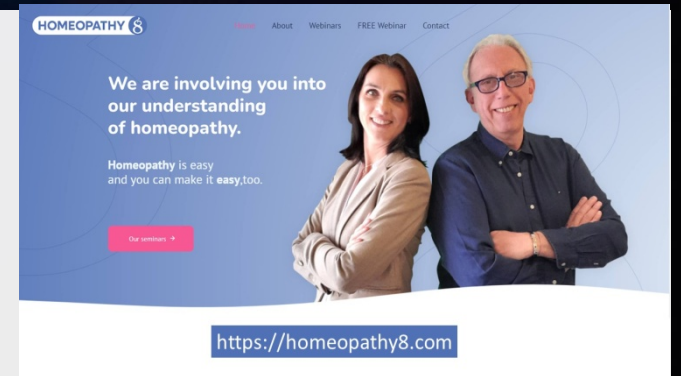 HOMEOPATHY 8
Home About Webinars FREE Webinar Contact
We are involving you into
our understanding
of homeopathy.
Homeopathy is easy
and you can make it easy,too.
Our seminars →
https://homeopathy8.com